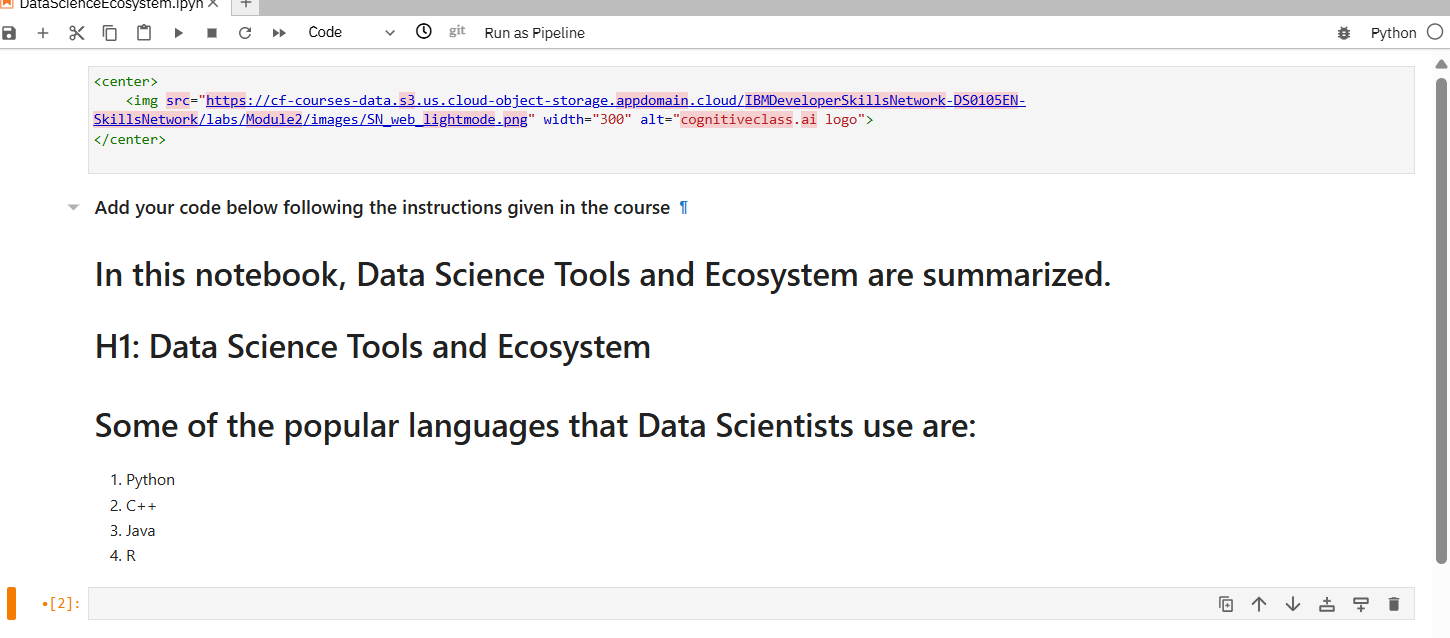 DataScienceEcosystem.ipyn
Code git Run as Pipeline Python
<center>
<img src="https://cf-courses-data.s3.us.cloud-object-storage.appdomain.cloud/IBMDeveloperSkillsNetwork-DS0105EN-
SkillsNetwork/labs/Module2/images/SN_web_lightmode.png" width="300" alt="cognitiveclass.ai logo">
</center>
Add your code below following the instructions given in the course ¶
In this notebook, Data Science Tools and Ecosystem are summarized.
H1: Data Science Tools and Ecosystem
Some of the popular languages that Data Scientists use are:
1. Python
2. C++
3. Java
4. R
•[2]: